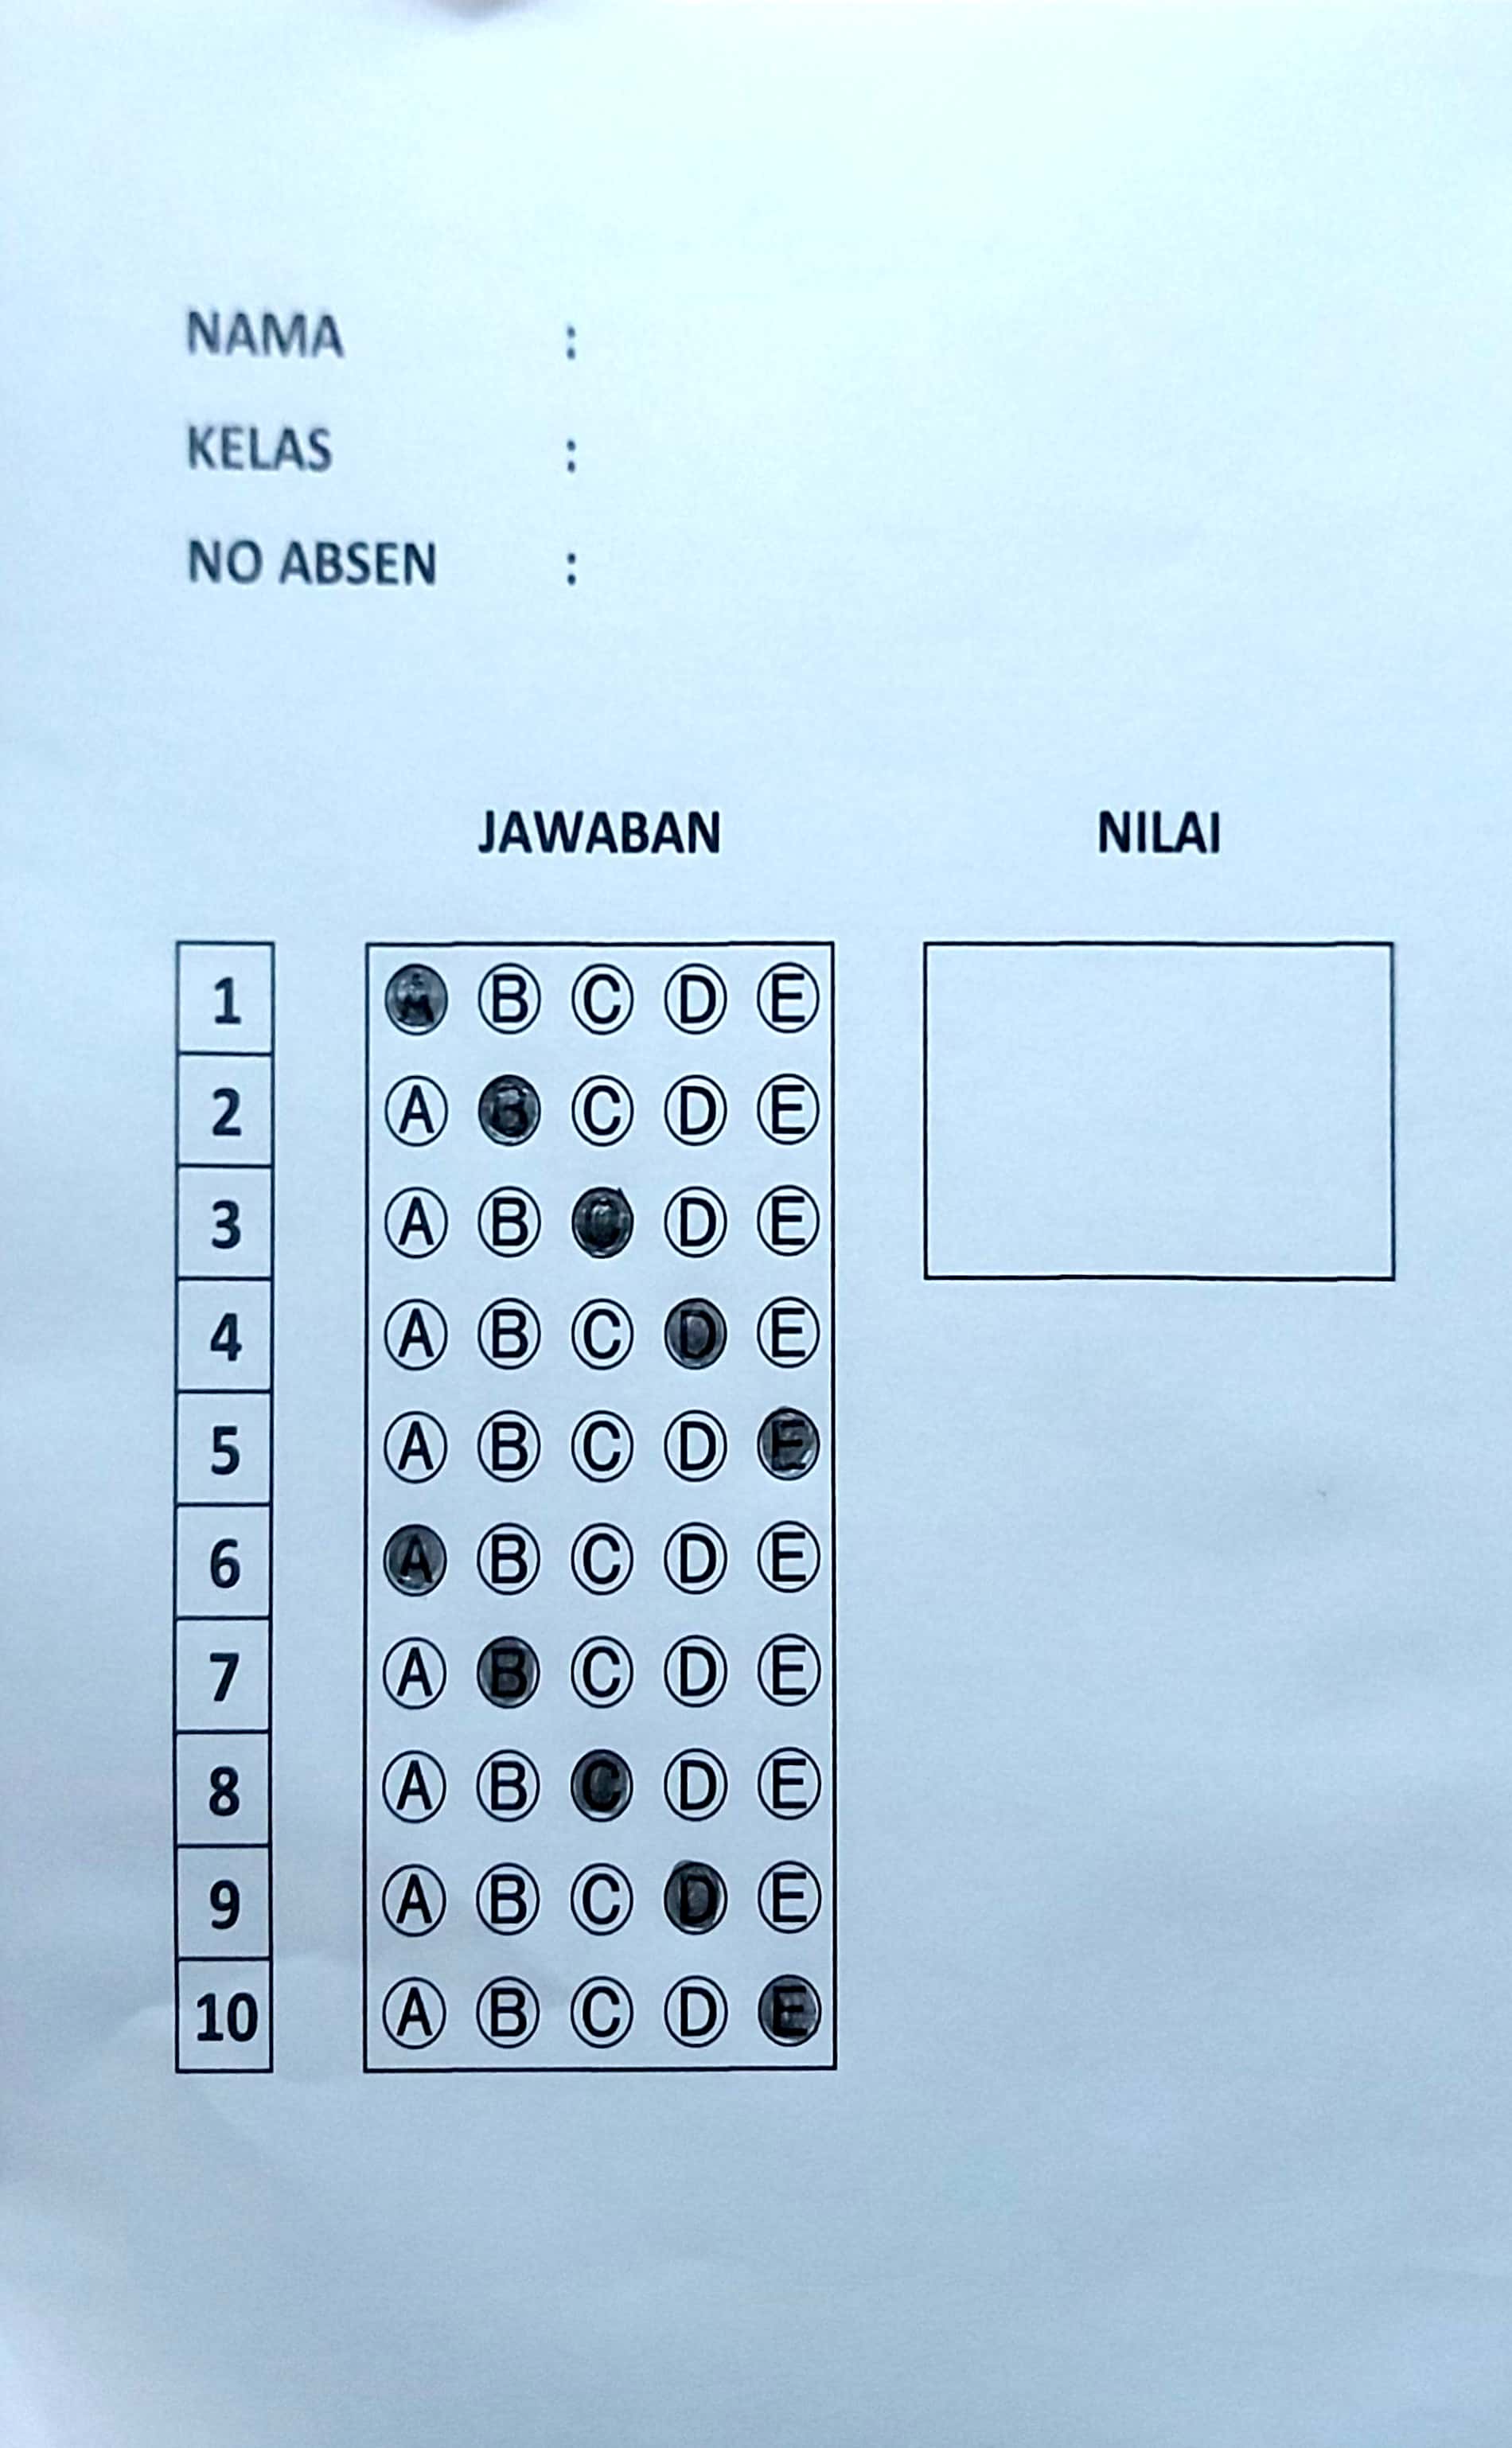 NAMA :
KELAS :
NO ABSEN :
JAWABAN NILAI
1 A B C D E
2 A B C D E
3 A B C D E
4 A B C D E
5 A B C D E
6 A B C D E
7 A B C D E
8 A B C D E
9 A B C D E
10 A B C D E